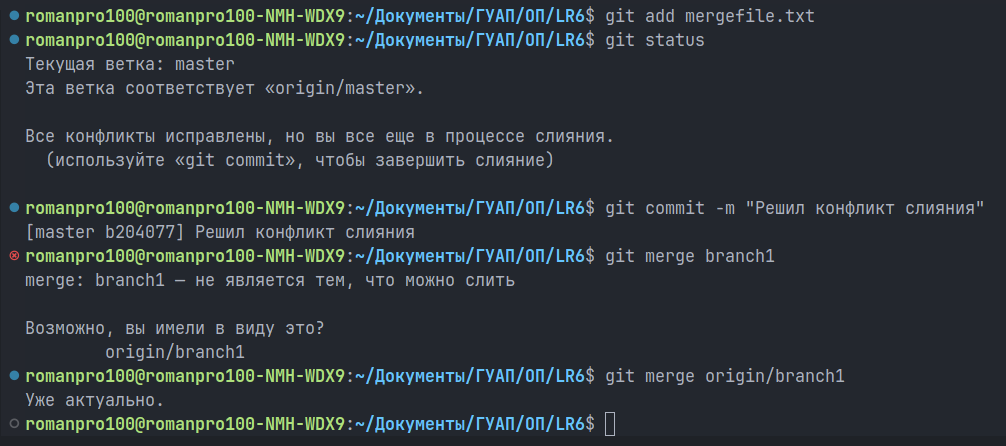 romanpro100@romanpro100-NMH-WDX9:~/Документы/ГУАП/ОП/LR6$ git add mergefile.txt
romanpro100@romanpro100-NMH-WDX9:~/Документы/ГУАП/ОП/LR6$ git status
Текущая ветка: master
Эта ветка соответствует «origin/master».
Все конфликты исправлены, но вы все еще в процессе слияния.
(используйте «git commit», чтобы завершить слияние)
romanpro100@romanpro100-NMH-WDX9:~/Документы/ГУАП/ОП/LR6$ git commit -m "Решил конфликт слияния"
[master b204077] Решил конфликт слияния
romanpro100@romanpro100-NMH-WDX9:~/Документы/ГУАП/ОП/LR6$ git merge branch1
merge: branch1 — не является тем, что можно слить
Возможно, вы имели в виду это?
origin/branch1
romanpro100@romanpro100-NMH-WDX9:~/Документы/ГУАП/ОП/LR6$ git merge origin/branch1
Уже актуально.
romanpro100@romanpro100-NMH-WDX9:~/Документы/ГУАП/ОП/LR6$